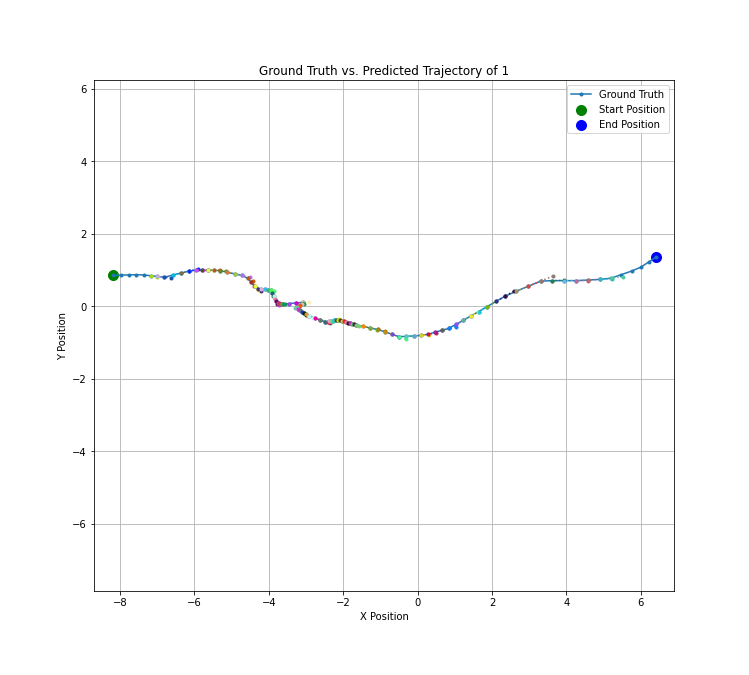 Ground Truth vs. Predicted Trajectory of 1
Ground Truth
Start Position
End Position
6
4
2
0
−2
−4
−6
Y Position
−8 −6 −4 −2 0 2 4 6
X Position